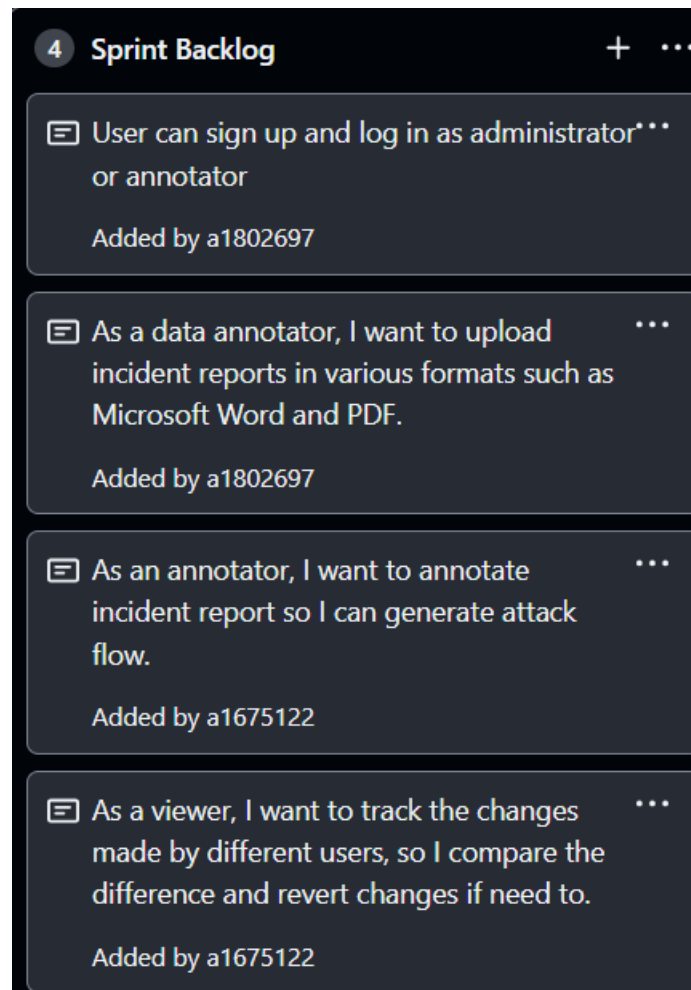 4 Sprint Backlog
User can sign up and log in as administrator
or annotator
Added by a1802697
As a data annotator, I want to upload
incident reports in various formats such as
Microsoft Word and PDF.
Added by a1802697
As an annotator, I want to annotate
incident report so I can generate attack
flow.
Added by a1675122
As a viewer, I want to track the changes
made by different users, so I compare the
difference and revert changes if need to.
Added by a1675122